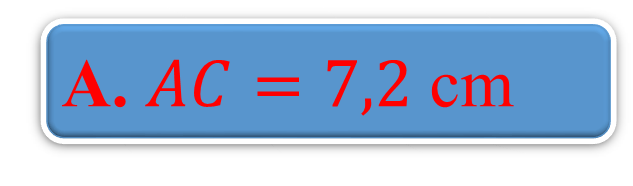 A. AC = 7,2 cm